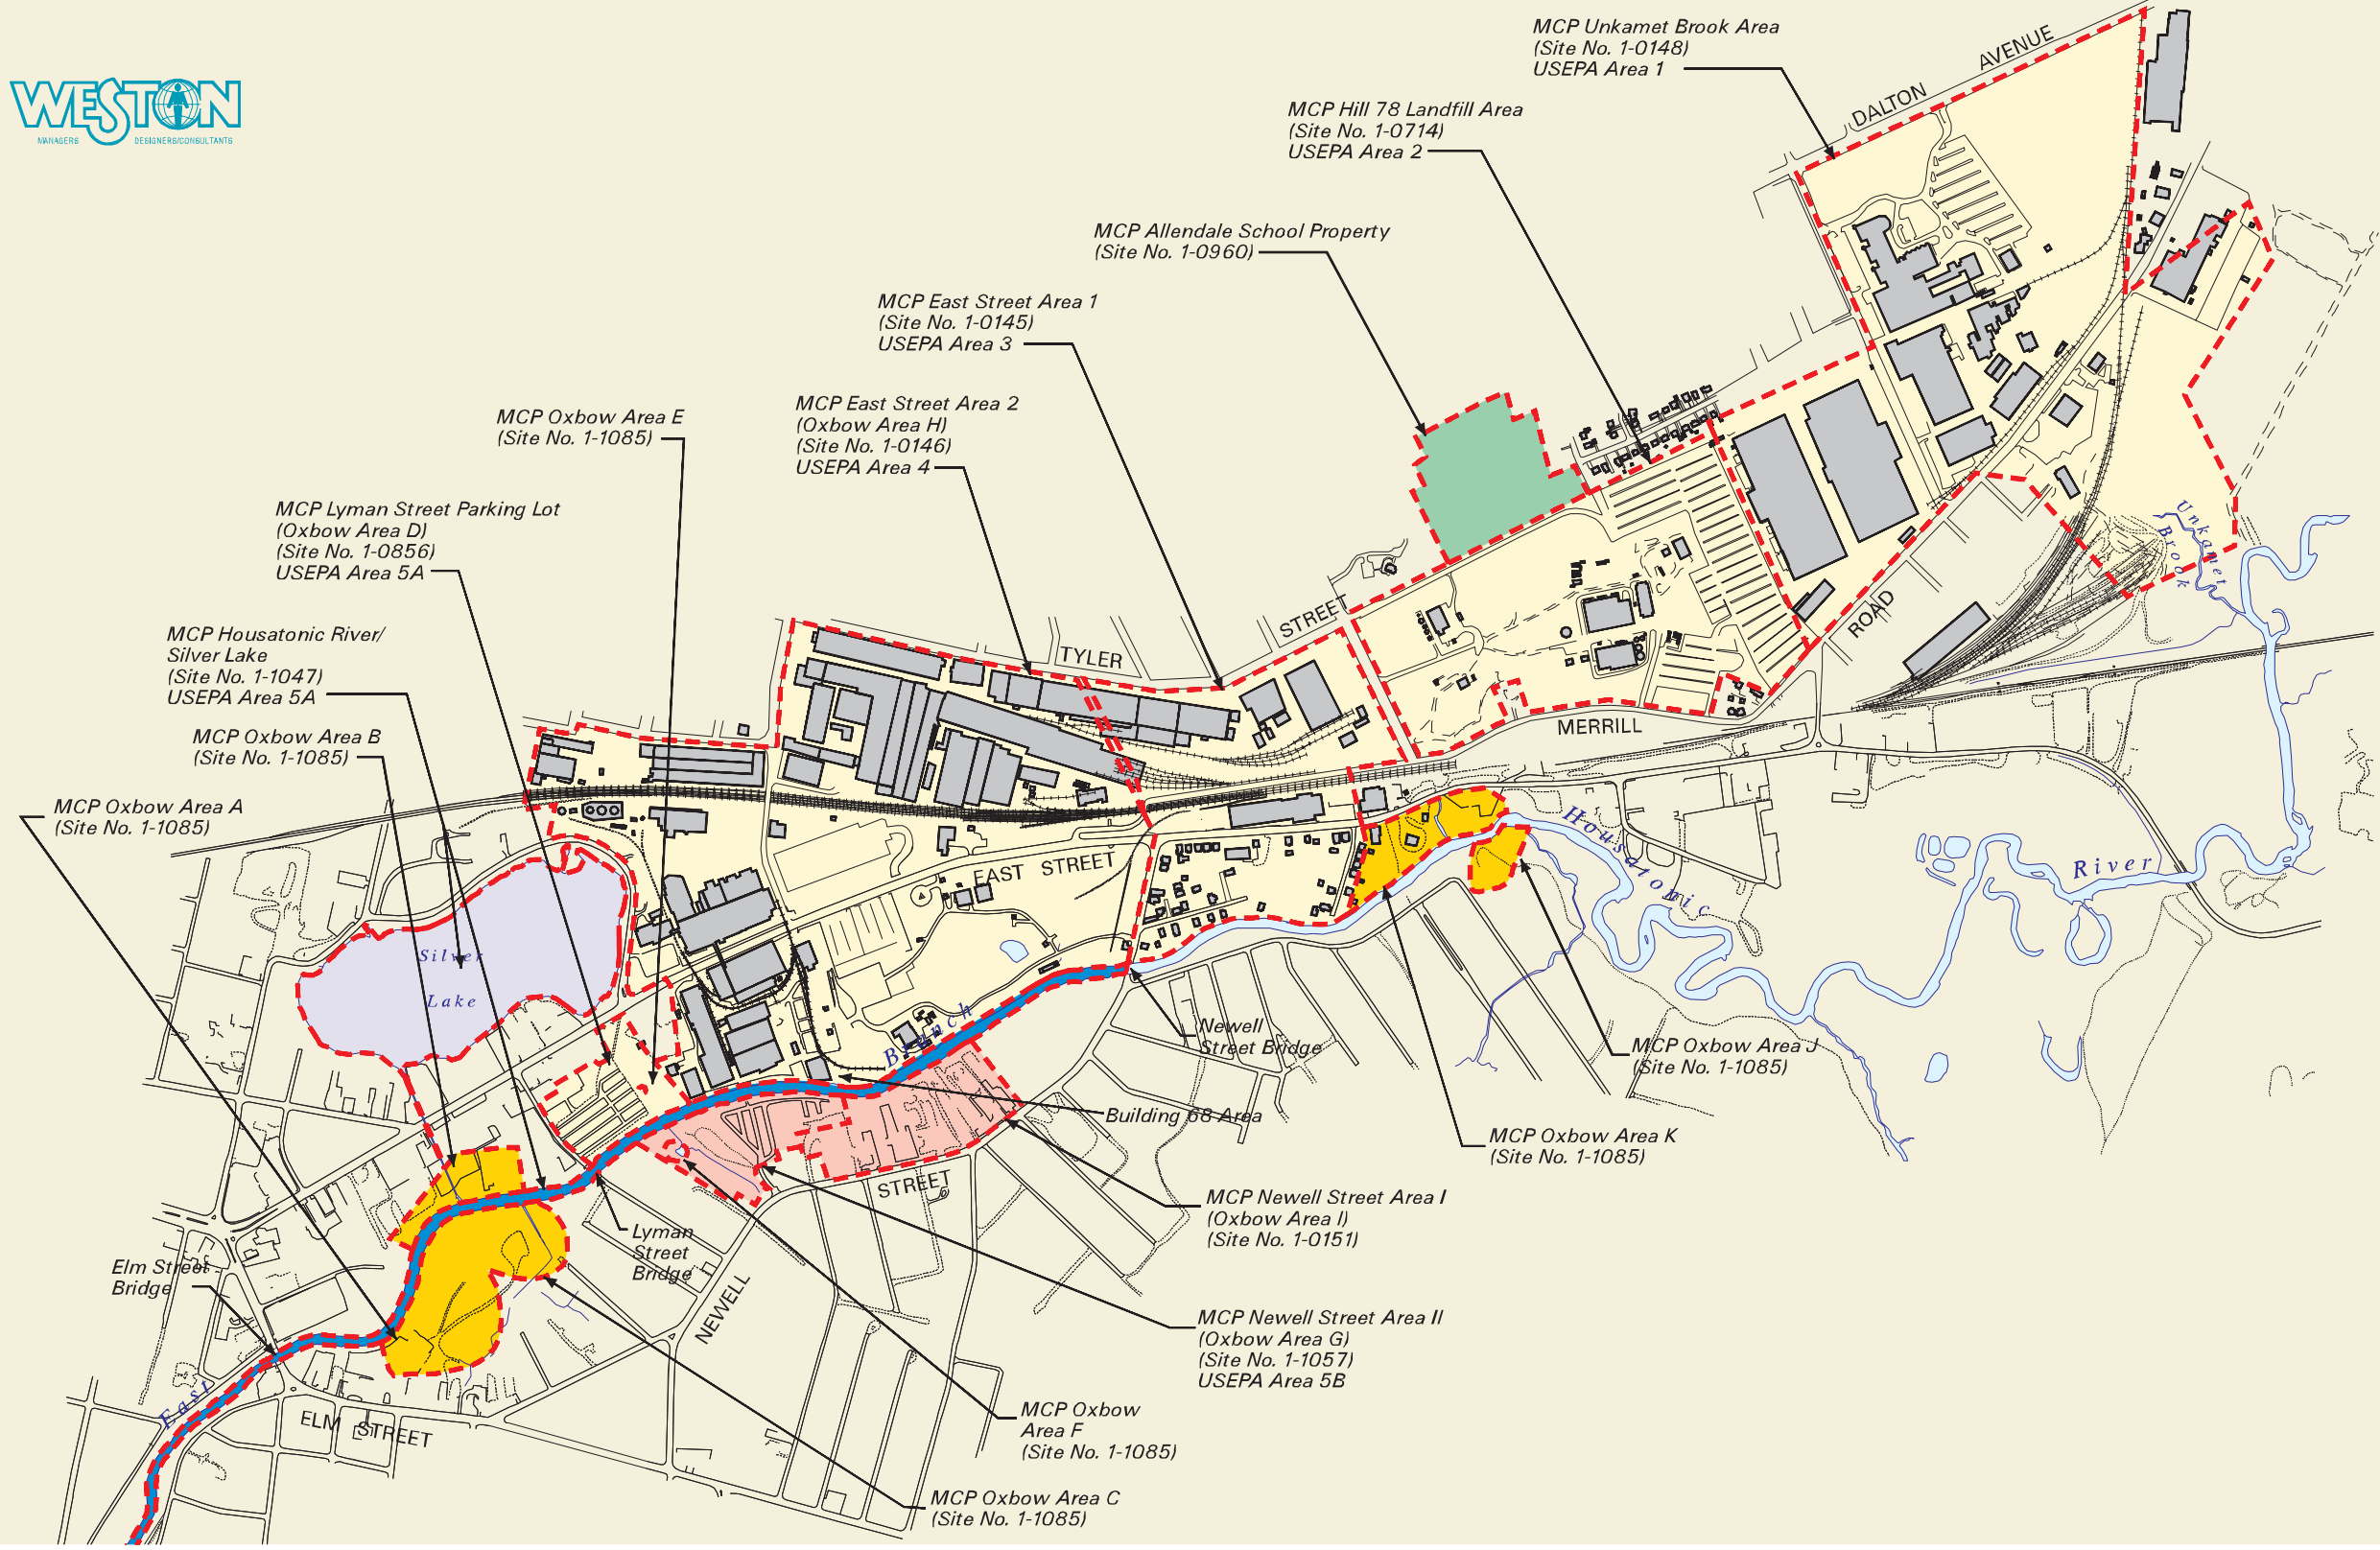 MCP Unkamet Brook Area
(Site No. 1-0148)
USEPA Area 1
DALTON AVENUE
WESTON
MANAGERS DESIGNERS/CONSULTANTS
MCP Hill 78 Landfill Area
(Site No. 1-0714)
USEPA Area 2
MCP Allendale School Property
(Site No. 1-0960)
MCP East Street Area 1
(Site No. 1-0145)
USEPA Area 3
MCP East Street Area 2
(Oxbow Area H)
(Site No. 1-0146)
USEPA Area 4
MCP Oxbow Area E
(Site No. 1-1085)
MCP Lyman Street Parking Lot
(Oxbow Area D)
(Site No. 1-0856)
USEPA Area 5A
MCP Housatonic River/
Silver Lake
(Site No. 1-1047)
USEPA Area 5A
MCP Oxbow Area B
(Site No. 1-1085)
MCP Oxbow Area A
(Site No. 1-1085)
TYLER STREET
MERRILL ROAD
Unkamet
Brook
EAST STREET
Housatonic River
Silver
Lake
Newell
Street Bridge
East Branch
MCP Oxbow Area J
(Site No. 1-1085)
Building 68 Area
MCP Oxbow Area K
(Site No. 1-1085)
NEWELL STREET
MCP Newell Street Area I
(Oxbow Area I)
(Site No. 1-0151)
Lyman
Street
Bridge
Elm Street
Bridge
MCP Newell Street Area II
(Oxbow Area G)
(Site No. 1-1057)
USEPA Area 5B
ELM STREET
MCP Oxbow
Area F
(Site No. 1-1085)
MCP Oxbow Area C
(Site No. 1-1085)